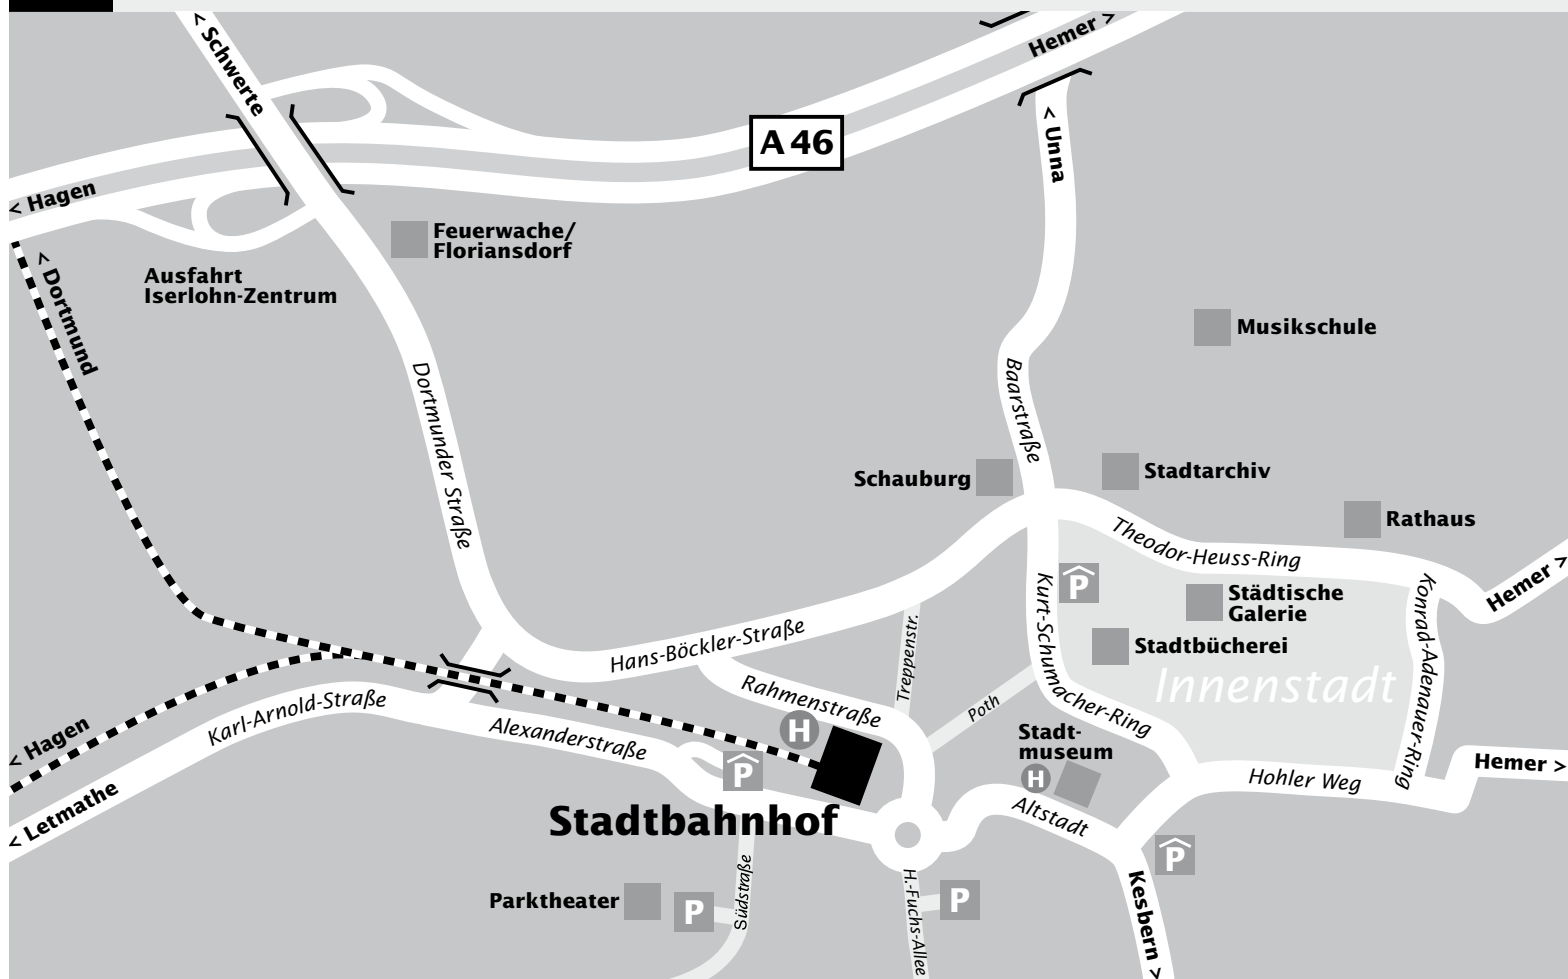 < Schwerte
Hemer >
A 46
< Unna
< Hagen
Feuerwache/
Floriansdorf
Ausfahrt
Iserlohn-Zentrum
< Dortmund
Musikschule
Dortmunder Straße
Baarstraße
Schauburg
Stadtarchiv
Rathaus
Theodor-Heuss-Ring
Hemer >
Kurt-Schumacher-Ring
P
Städtische
Galerie
Konrad-Adenauer-Ring
Stadtbücherei
Innenstadt
Hans-Böckler-Straße
Treppenstr.
Rahmenstraße
Poth
Karl-Arnold-Straße
Alexanderstraße
H
Stadt-
museum
H
< Hagen
P
Hohler Weg
Hemer >
< Letmathe
Stadtbahnhof
Altstadt
P
Südstraße
H.-Fuchs-Allee
Kesbern >
Parktheater
P
P